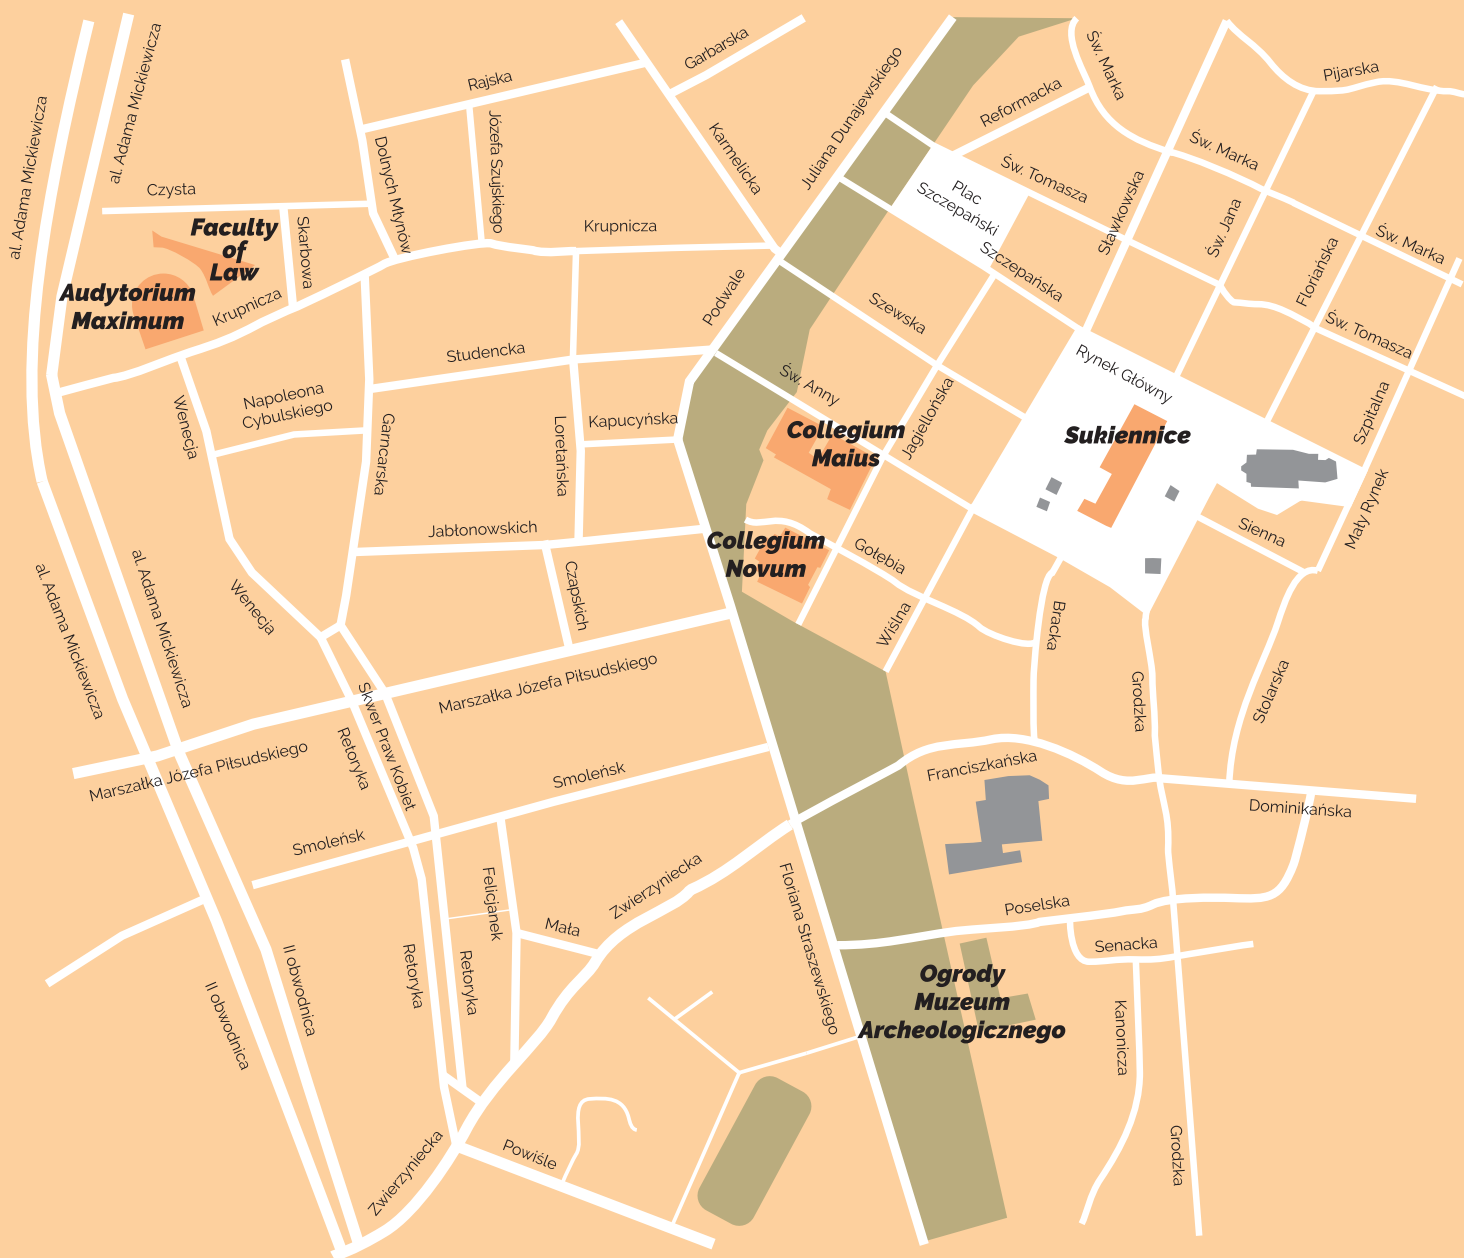 al. Adama Mickiewicza
al. Adama Mickiewicza
Czysta
Faculty
of
Law
Audytorium
Maximum
Skarbowa
Krupnicza
Dolnych Młynów
Rajska
Józefa Szujskiego
Garbarska
Karmelicka
Krupnicza
Juliana Dunajewskiego
Podwale
Reformacka
Św. Marka
Pijarska
Św. Marka
Św. Tomasza
Plac
Szczepański
Szczepańska
Sławkowska
Św. Jana
Floriańska
Św. Marka
Św. Tomasza
Szewska
Św. Anny
Jagiellońska
Rynek Główny
Sukiennice
Szpitalna
Mały Rynek
Sienna
Studencka
Napoleona
Cybulskiego
Wenecja
Garncarska
Loretańska
Kapucyńska
Collegium
Maius
Jabłonowskich
Collegium
Novum
Gołębia
Wiślna
Bracka
Grodzka
Stolarska
Czapskich
al. Adama Mickiewicza
al. Adama Mickiewicza
Wenecja
Marszałka Józefa Piłsudskiego
Marszałka Józefa Piłsudskiego
Skwer Praw Kobiet
Retoryka
Smoleńsk
Smoleńsk
Franciszkańska
Dominikańska
Felicjanek
Mała
Zwierzyniecka
Floriana Straszewskiego
Poselska
Senacka
Ogrody
Muzeum
Archeologicznego
Kanonicza
II obwodnica
II obwodnica
Retoryka
Retoryka
Zwierzyniecka
Powiśle
Grodzka